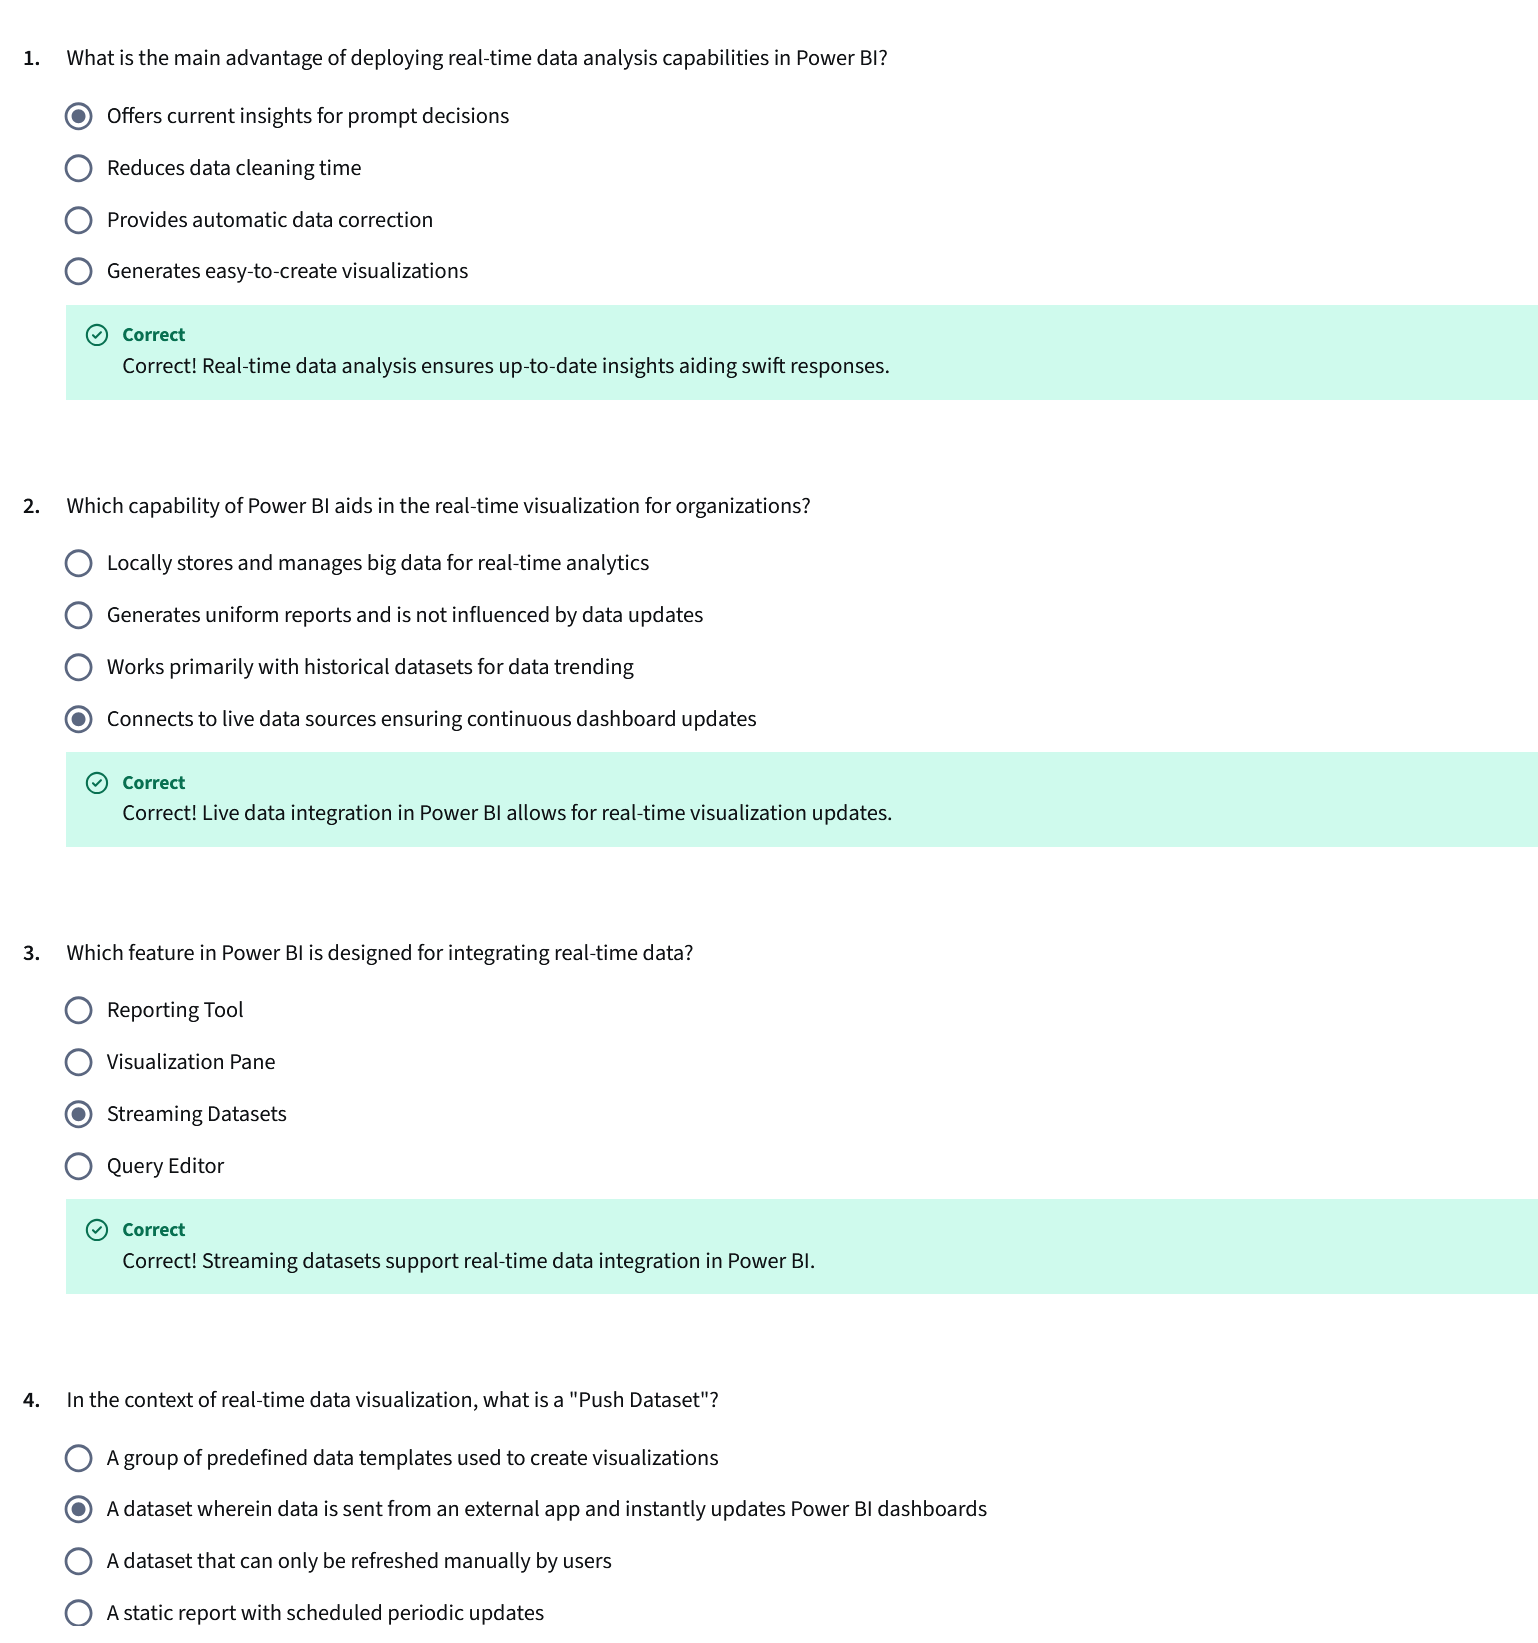 1. What is the main advantage of deploying real-time data analysis capabilities in Power BI?
Offers current insights for prompt decisions
Reduces data cleaning time
Provides automatic data correction
Generates easy-to-create visualizations
Correct
Correct! Real-time data analysis ensures up-to-date insights aiding swift responses.
2. Which capability of Power BI aids in the real-time visualization for organizations?
Locally stores and manages big data for real-time analytics
Generates uniform reports and is not influenced by data updates
Works primarily with historical datasets for data trending
Connects to live data sources ensuring continuous dashboard updates
Correct
Correct! Live data integration in Power BI allows for real-time visualization updates.
3. Which feature in Power BI is designed for integrating real-time data?
Reporting Tool
Visualization Pane
Streaming Datasets
Query Editor
Correct
Correct! Streaming datasets support real-time data integration in Power BI.
4. In the context of real-time data visualization, what is a "Push Dataset"?
A group of predefined data templates used to create visualizations
A dataset wherein data is sent from an external app and instantly updates Power BI dashboards
A dataset that can only be refreshed manually by users
A static report with scheduled periodic updates